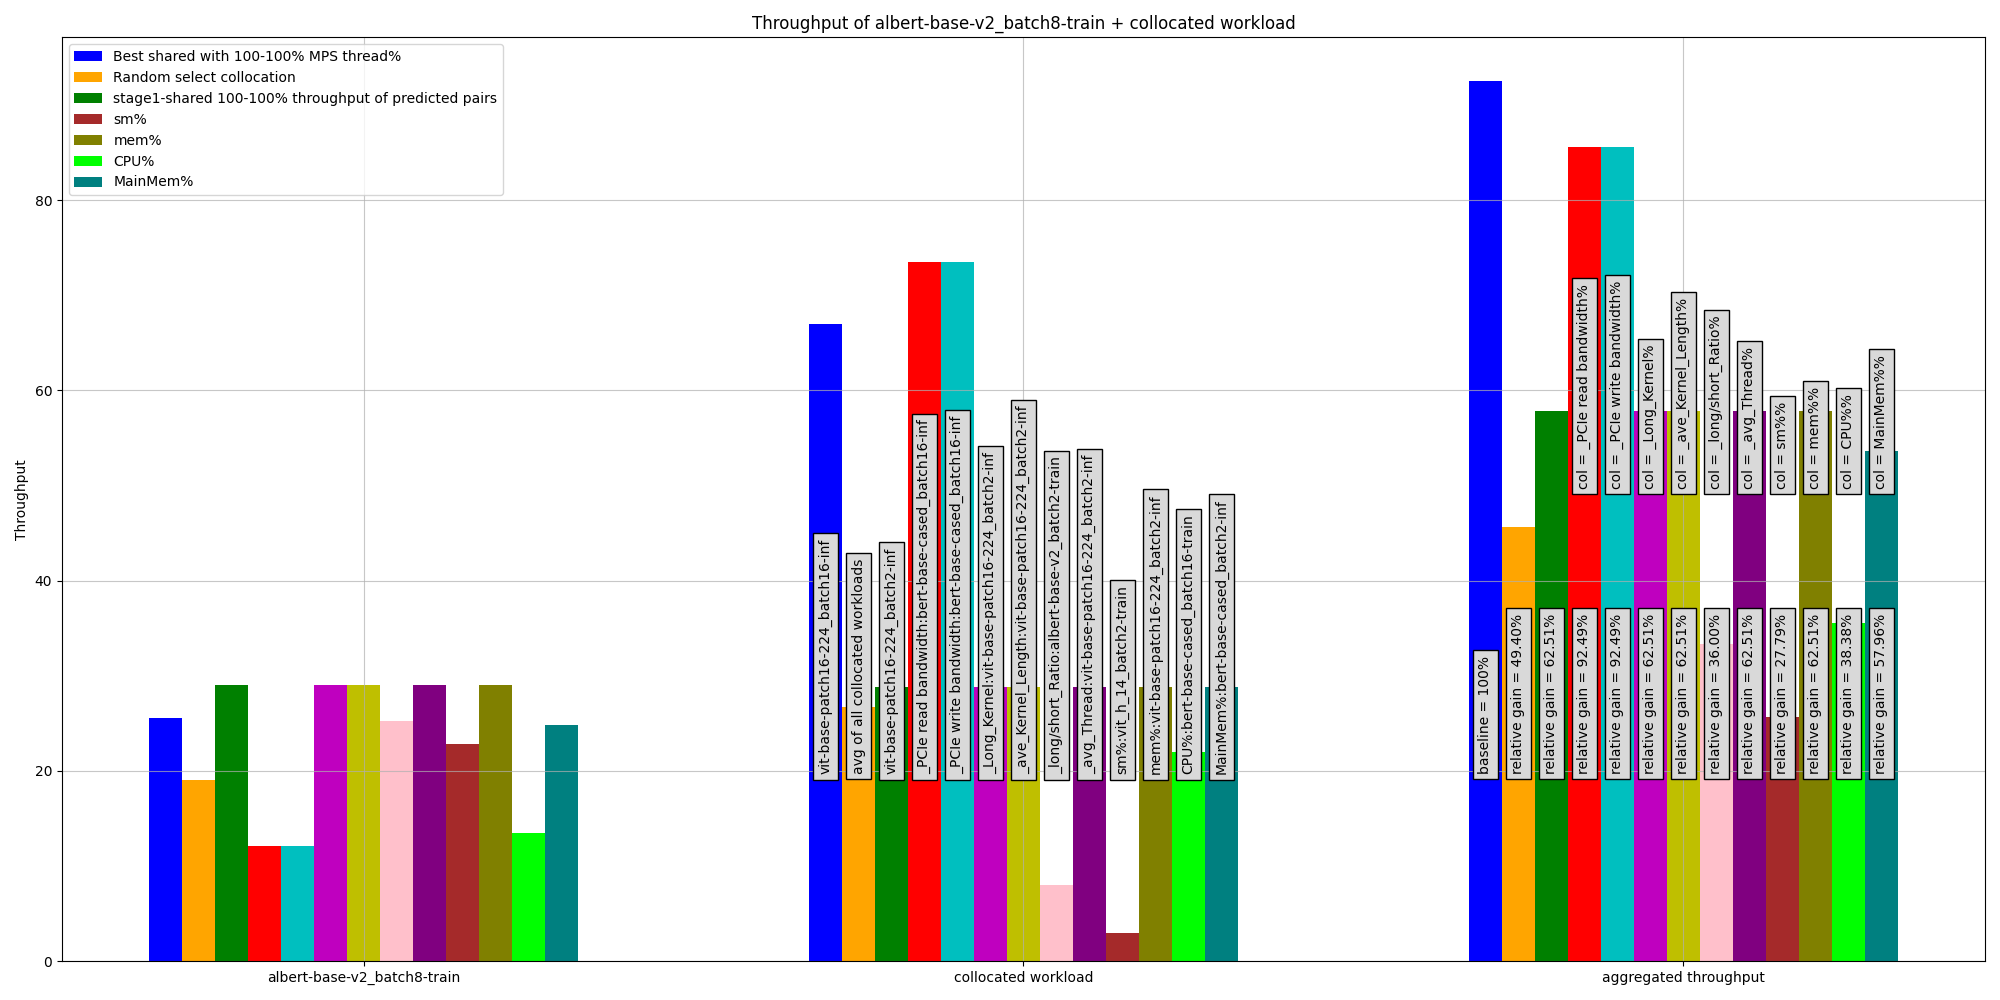 Throughput of albert-base-v2_batch8-train + collocated workload
Best shared with 100-100% MPS thread%
Random select collocation
stage1-shared 100-100% throughput of predicted pairs
sm%
mem%
CPU%
MainMem%
Throughput
80
60
40
20
0
vit-base-patch16-224_batch16-inf
avg of all collocated workloads
vit-base-patch16-224_batch2-inf
_PCIe read bandwidth:bert-base-cased_batch16-inf
_PCIe write bandwidth:bert-base-cased_batch16-inf
_Long_Kernel:vit-base-patch16-224_batch2-inf
_ave_Kernel_Length:vit-base-patch16-224_batch2-inf
_long/short_Ratio:albert-base-v2_batch2-train
_avg_Thread:vit-base-patch16-224_batch2-inf
sm%:vit_h_14_batch2-train
mem%:vit-base-patch16-224_batch2-inf
CPU%:bert-base-cased_batch16-train
MainMem%:bert-base-cased_batch2-inf
col = _PCIe read bandwidth%
col = _PCIe write bandwidth%
col = _Long_Kernel%
col = _ave_Kernel_Length%
col = _long/short_Ratio%
col = _avg_Thread%
col = sm%%
col = mem%%
col = CPU%%
col = MainMem%%
baseline = 100%
relative gain = 49.40%
relative gain = 62.51%
relative gain = 92.49%
relative gain = 92.49%
relative gain = 62.51%
relative gain = 62.51%
relative gain = 36.00%
relative gain = 62.51%
relative gain = 27.79%
relative gain = 62.51%
relative gain = 38.38%
relative gain = 57.96%
albert-base-v2_batch8-train
collocated workload
aggregated throughput